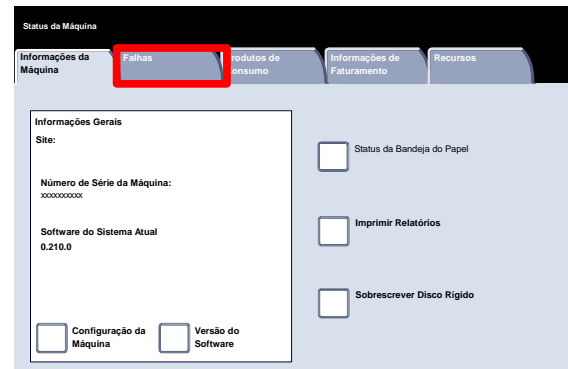 Status da Máquina
Informações da
Máquina
Falhas
rodutos de
onsumo
Informações de
Faturamento
Recursos
Informações Gerais
Site:
Número de Série da Máquina:
xxxxxxxxxx
Software do Sistema Atual
0.210.0
Configuração da
Máquina
Versão do
Software
Status da Bandeja do Papel
Imprimir Relatórios
Sobrescrever Disco Rígido